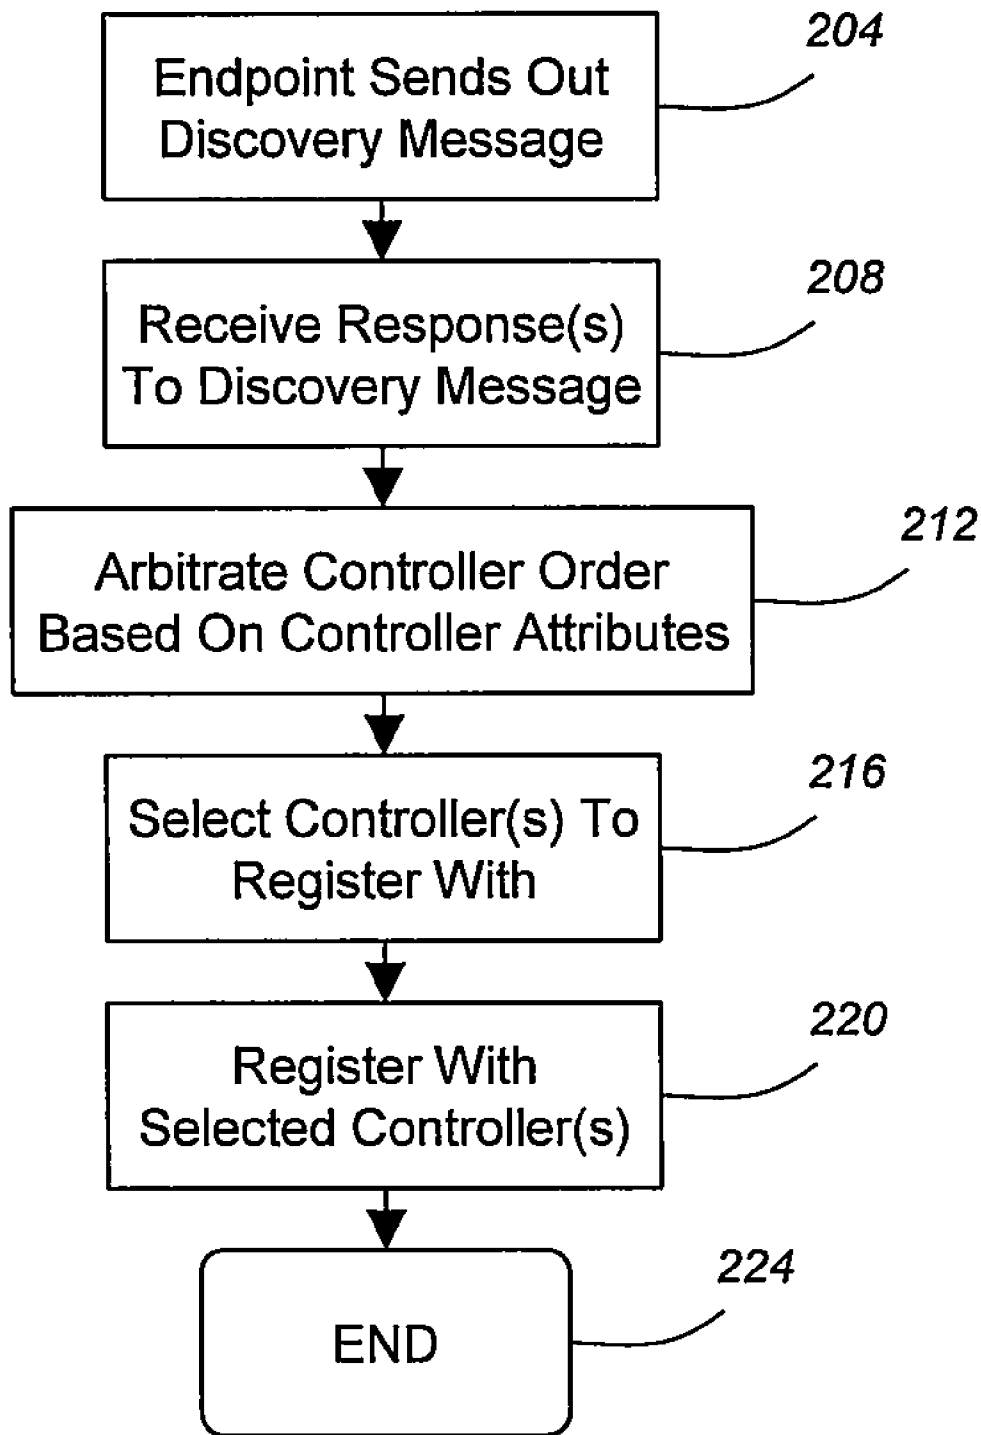 204
Endpoint Sends Out
Discovery Message
208
Receive Response(s)
To Discovery Message
212
Arbitrate Controller Order
Based On Controller Attributes
216
Select Controller(s) To
Register With
220
Register With
Selected Controller(s)
224
END